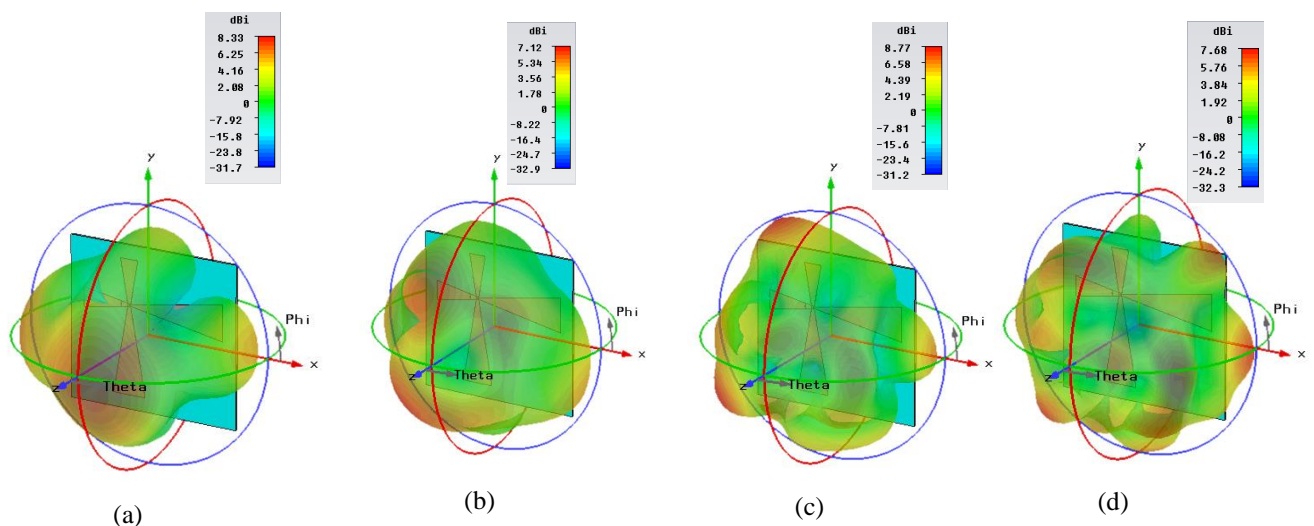 dBi
8.33
6.25
4.16
2.08
0
-7.92
-15.8
-23.8
-31.7
y
Phi
x
z
Theta
(a)
dBi
7.12
5.34
3.56
1.78
0
-8.22
-16.4
-24.7
-32.9
y
Phi
x
z
Theta
(b)
dBi
8.77
6.58
4.39
2.19
0
-7.81
-15.6
-23.4
-31.2
y
Phi
x
z
Theta
(c)
dBi
7.68
5.76
3.84
1.92
0
-8.08
-16.2
-24.2
-32.3
y
Phi
x
z
Theta
(d)